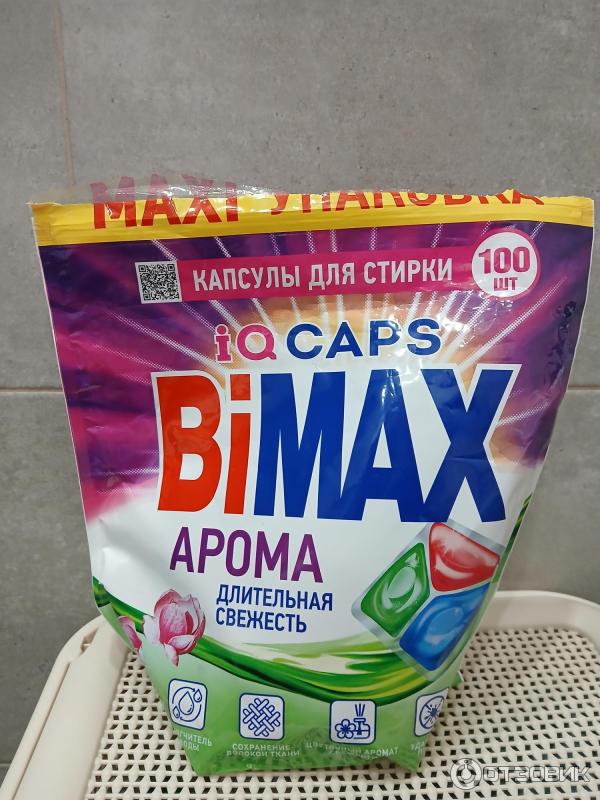 MAXI УПАКОВКА
КАПСУЛЫ ДЛЯ СТИРКИ
100
ШТ
iQ CAPS
BiMAX
АРОМА
ДЛИТЕЛЬНАЯ
СВЕЖЕСТЬ
СОХРАНЕНИЕ
ВОЛОКОН ТКАНИ
ЦВЕТОЧНЫЙ АРОМАТ
ОТЗОВИК